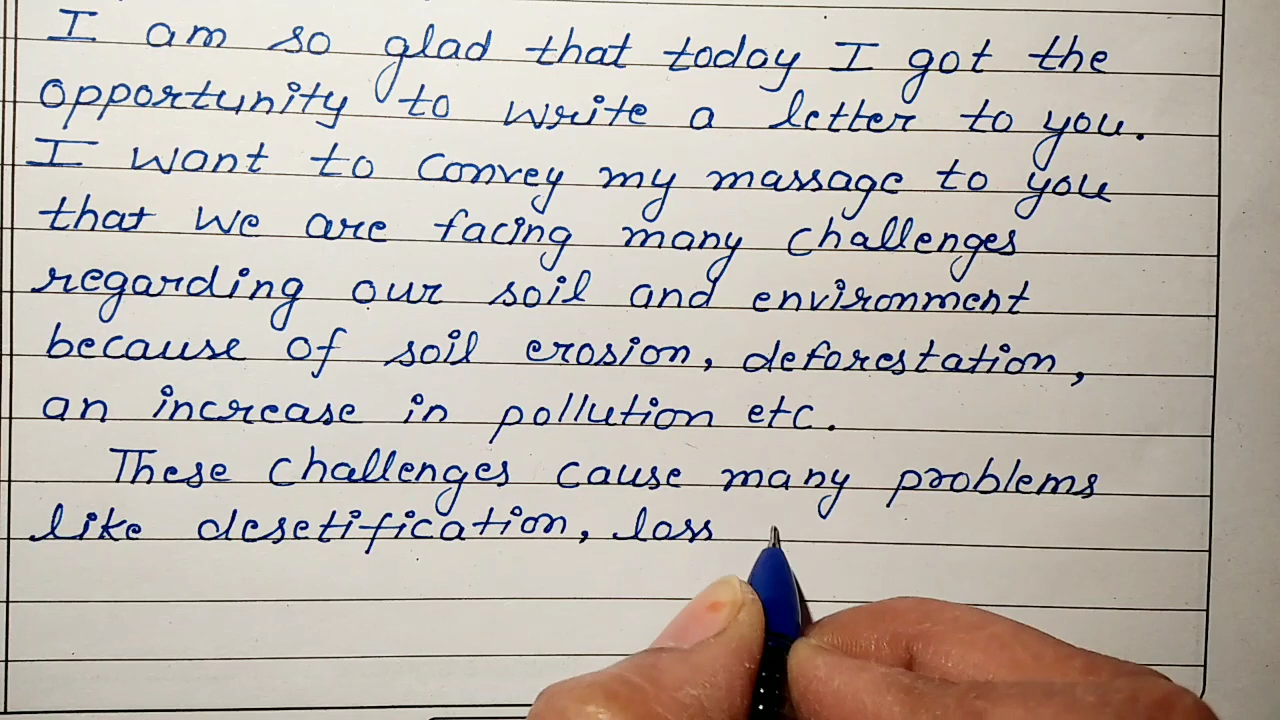 I am so glad that today I got the
opportunity to write a letter to you.
I want to convey my massage to you
that we are facing many challenges
regarding our soil and environment
because of soil erosion, deforestation,
an increase in pollution etc.
These challenges cause many problems
like desetification, loss